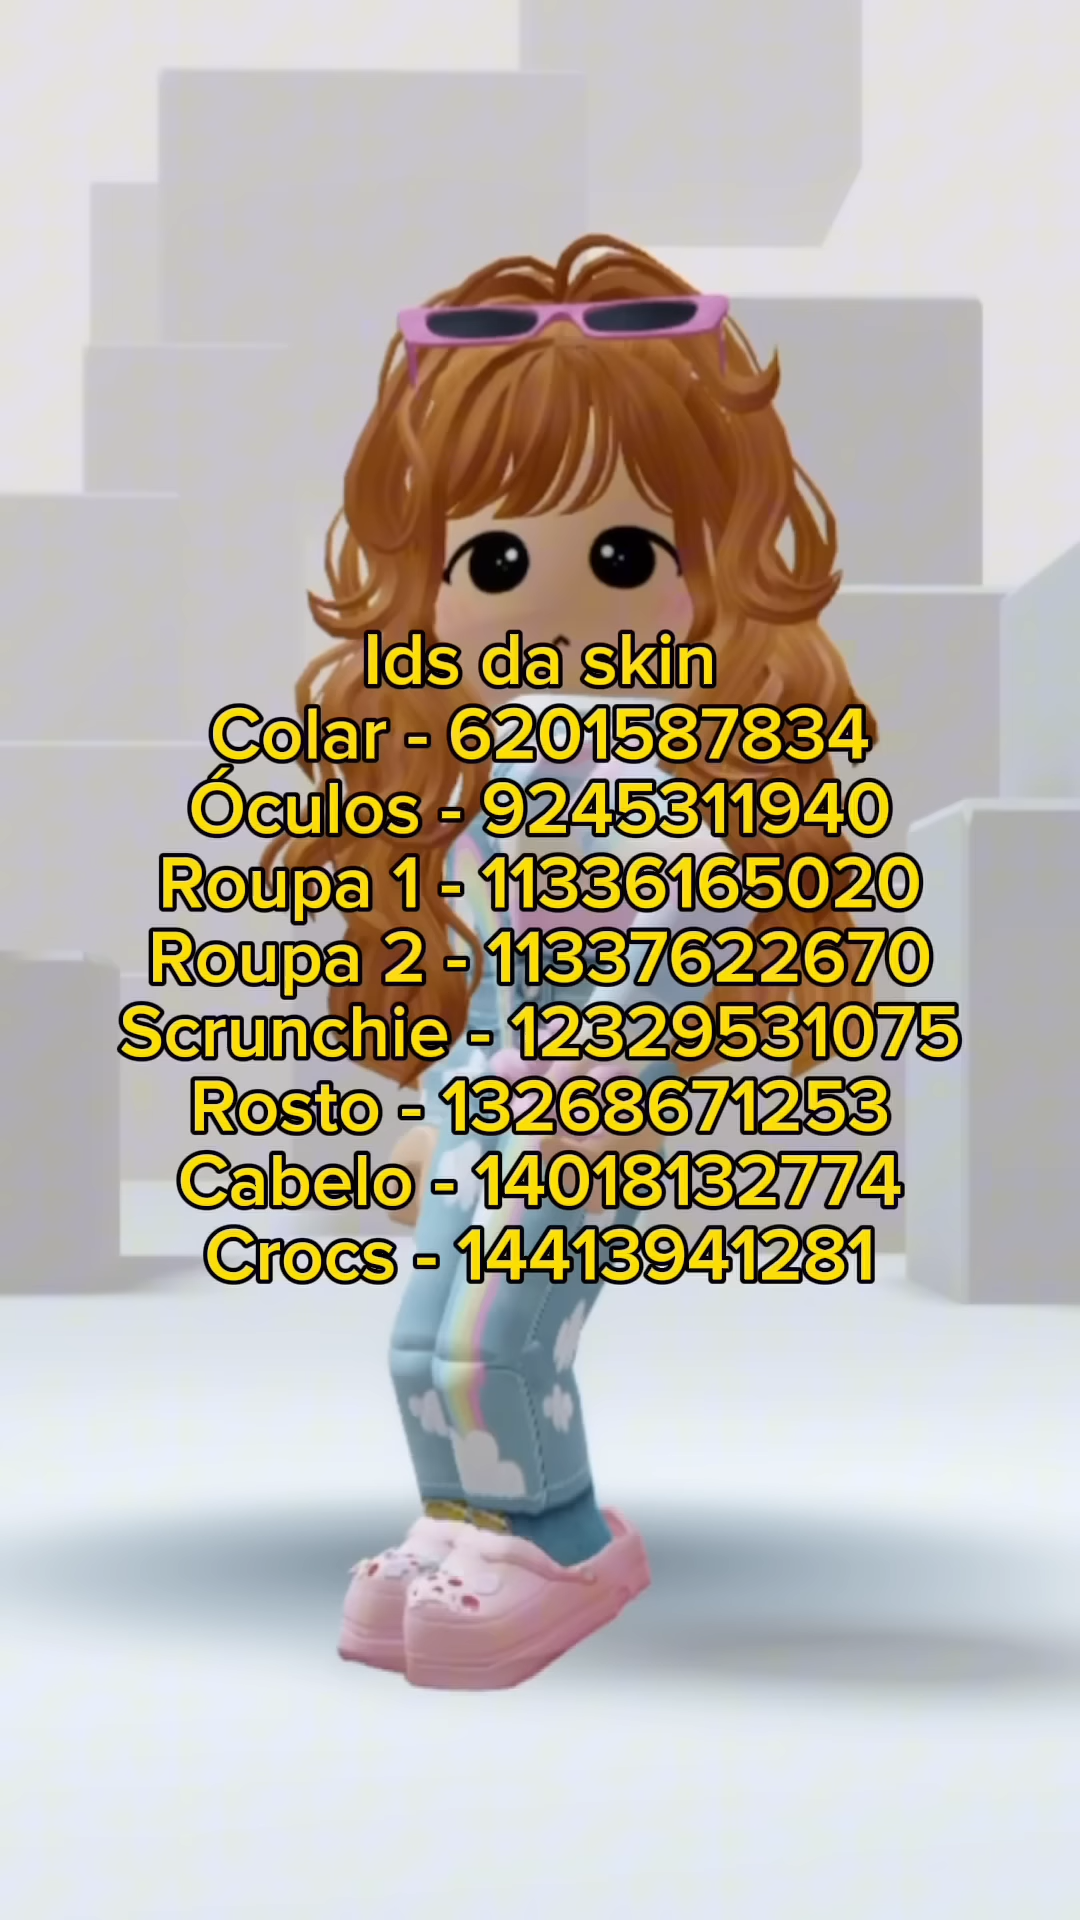 Ids da skin
Colar - 6201587834
Óculos - 9245311940
Roupa 1 - 11336165020
Roupa 2 - 11337622670
Scrunchie - 12329531075
Rosto - 13268671253
Cabelo - 14018132774
Crocs - 14413941281